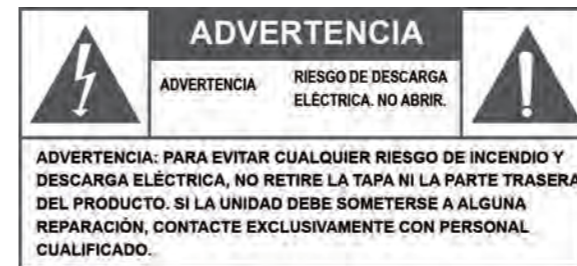 ADVERTENCIA
ADVERTENCIA
RIESGO DE DESCARGA
ELÉCTRICA. NO ABRIR.
ADVERTENCIA: PARA EVITAR CUALQUIER RIESGO DE INCENDIO Y
DESCARGA ELÉCTRICA, NO RETIRE LA TAPA NI LA PARTE TRASERA
DEL PRODUCTO. SI LA UNIDAD DEBE SOMETERSE A ALGUNA
REPARACIÓN, CONTACTE EXCLUSIVAMENTE CON PERSONAL
CUALIFICADO.